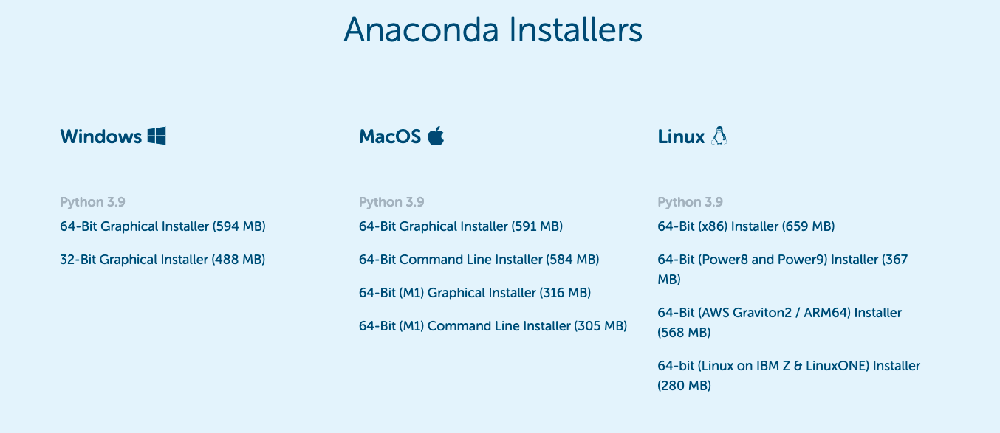 Anaconda Installers
Windows
Python 3.9
64-Bit Graphical Installer (594 MB)
32-Bit Graphical Installer (488 MB)
MacOS
Python 3.9
64-Bit Graphical Installer (591 MB)
64-Bit Command Line Installer (584 MB)
64-Bit (M1) Graphical Installer (316 MB)
64-Bit (M1) Command Line Installer (305 MB)
Linux
Python 3.9
64-Bit (x86) Installer (659 MB)
64-Bit (Power8 and Power9) Installer (367
MB)
64-Bit (AWS Graviton2 / ARM64) Installer
(568 MB)
64-bit (Linux on IBM Z & LinuxONE) Installer
(280 MB)